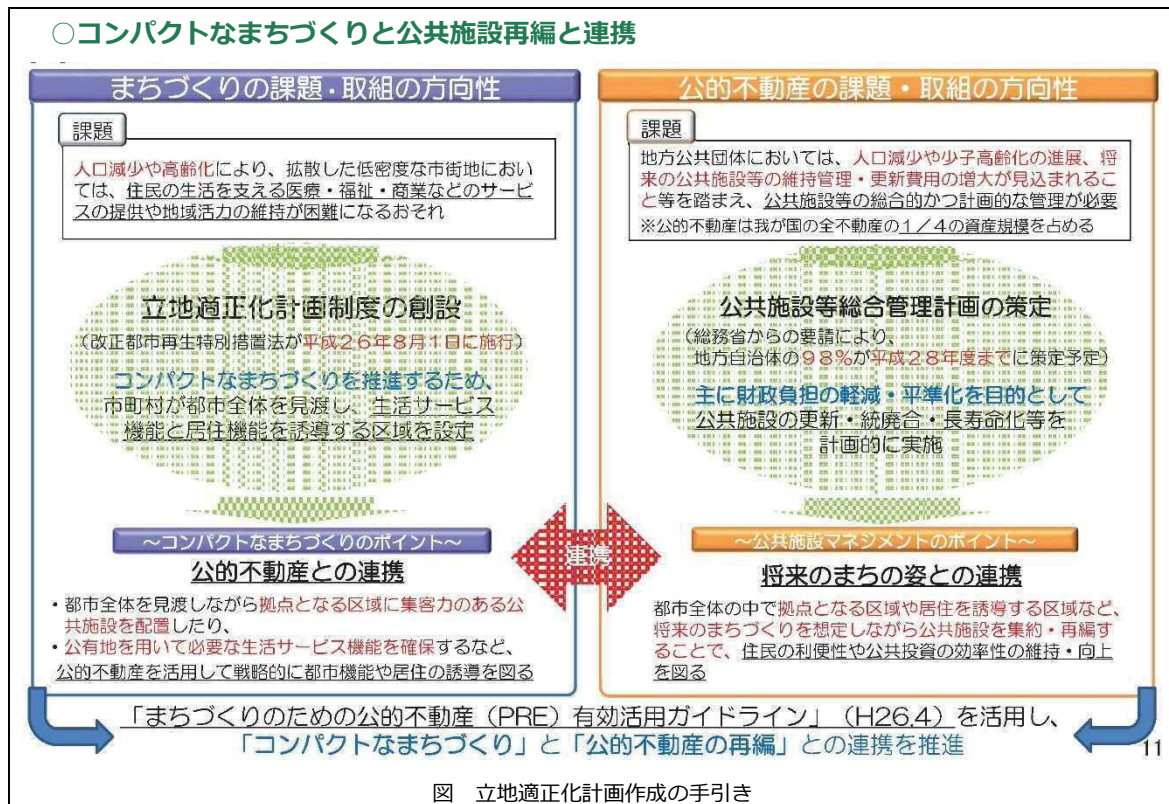 ○コンパクトなまちづくりと公共施設再編と連携
まちづくりの課題・取組の方向性
課題
人口減少や高齢化により、拡散した低密度な市街地におい
ては、住民の生活を支える医療・福祉・商業などのサービ
スの提供や地域活力の維持が困難になるおそれ
立地適正化計画制度の創設
(改正都市再生特別措置法が平成26年8月1日に施行)
コンパクトなまちづくりを推進するため、
市町村が都市全体を見渡し、生活サービス
機能と居住機能を誘導する区域を設定
~コンパクトなまちづくりのポイント~
公的不動産との連携
・都市全体を見渡しながら拠点となる区域に集客力のある公
共施設を配置したり、
・公有地を用いて必要な生活サービス機能を確保するなど、
公的不動産を活用して戦略的に都市機能や居住の誘導を図る
連携
公的不動産の課題・取組の方向性
課題
地方公共団体においては、人口減少や少子高齢化の進展、将
来の公共施設等の維持管理・更新費用の増大が見込まれるこ
と等を踏まえ、公共施設等の総合的かつ計画的な管理が必要
※公的不動産は我が国の全不動産の1/4の資産規模を占める
公共施設等総合管理計画の策定
(総務省からの要請により、
地方自治体の98%が平成28年度までに策定予定)
主に財政負担の軽減・平準化を目的として
公共施設の更新・統廃合・長寿命化等を
計画的に実施
~公共施設マネジメントのポイント~
将来のまちの姿との連携
都市全体の中で拠点となる区域や居住を誘導する区域など、
将来のまちづくりを想定しながら公共施設を集約・再編す
ることで、住民の利便性や公共投資の効率性の維持・向上
を図る
「まちづくりのための公的不動産(PRE)有効活用ガイドライン」(H26.4)を活用し、
「コンパクトなまちづくり」と「公的不動産の再編」との連携を推進
11
図 立地適正化計画作成の手引き